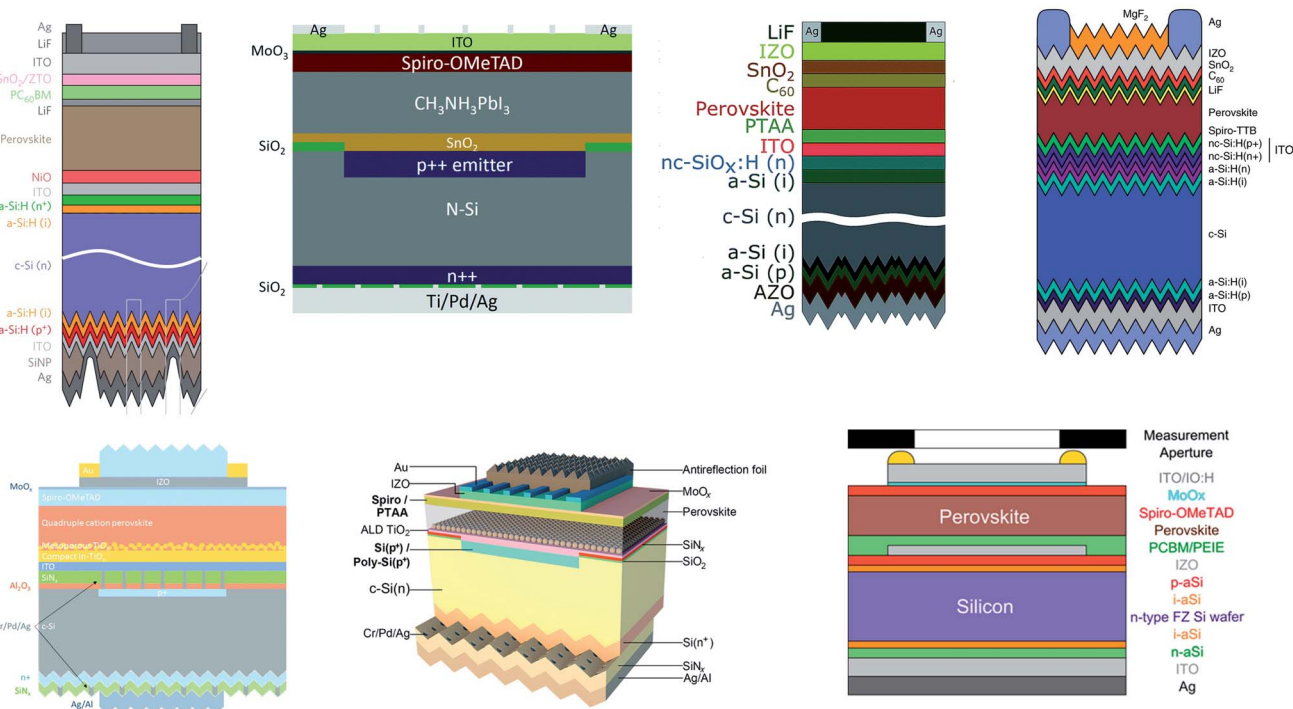 Ag
LiF
ITO
SnO₂/ZTO
PC₆₀BM
LiF
Perovskite
NiO
ITO
a-Si:H (n⁺)
a-Si:H (i)
c-Si (n)
a-Si:H (i)
a-Si:H (p⁺)
ITO
SiNP
Ag
Ag Ag
ITO
MoO₃
Spiro-OMeTAD
CH₃NH₃PbI₃
SnO₂
SiO₂
p++ emitter
N-Si
n++
SiO₂
Ti/Pd/Ag
LiF Ag Ag
IZO
SnO₂
C₆₀
Perovskite
PTAA
ITO
nc-SiOₓ:H (n)
a-Si (i)
c-Si (n)
a-Si (i)
a-Si (p)
AZO
Ag
MgF₂
Ag
IZO
SnO₂
C₆₀
LiF
Perovskite
Spiro-TTB
nc-Si:H(p+)
ITO
nc-Si:H(n+)
a-Si:H(n)
a-Si:H(i)
c-Si
a-Si:H(i)
a-Si:H(p)
ITO
Ag
Au
IZO
MoOₓ
Spiro-OMeTAD
Quadruple cation perovskite
Mesoporous TiO₂
Compact In-TiOₓ
ITO
SiNₓ
Al₂O₃
p+
Cr/Pd/Ag
c-Si
n+
SiNₓ
Ag/Al
Au
IZO
Spiro /
PTAA
ALD TiO₂
Si(p⁺) /
Poly-Si(p⁺)
c-Si(n)
Cr/Pd/Ag
Antireflection foil
MoOₓ
Perovskite
SiNₓ
SiO₂
Si(n⁺)
SiNₓ
Ag/Al
Measurement
Aperture
ITO/IO:H
MoOx
Spiro-OMeTAD
Perovskite
Perovskite
PCBM/PEIE
IZO
p-aSi
i-aSi
Silicon
n-type FZ Si wafer
i-aSi
n-aSi
ITO
Ag